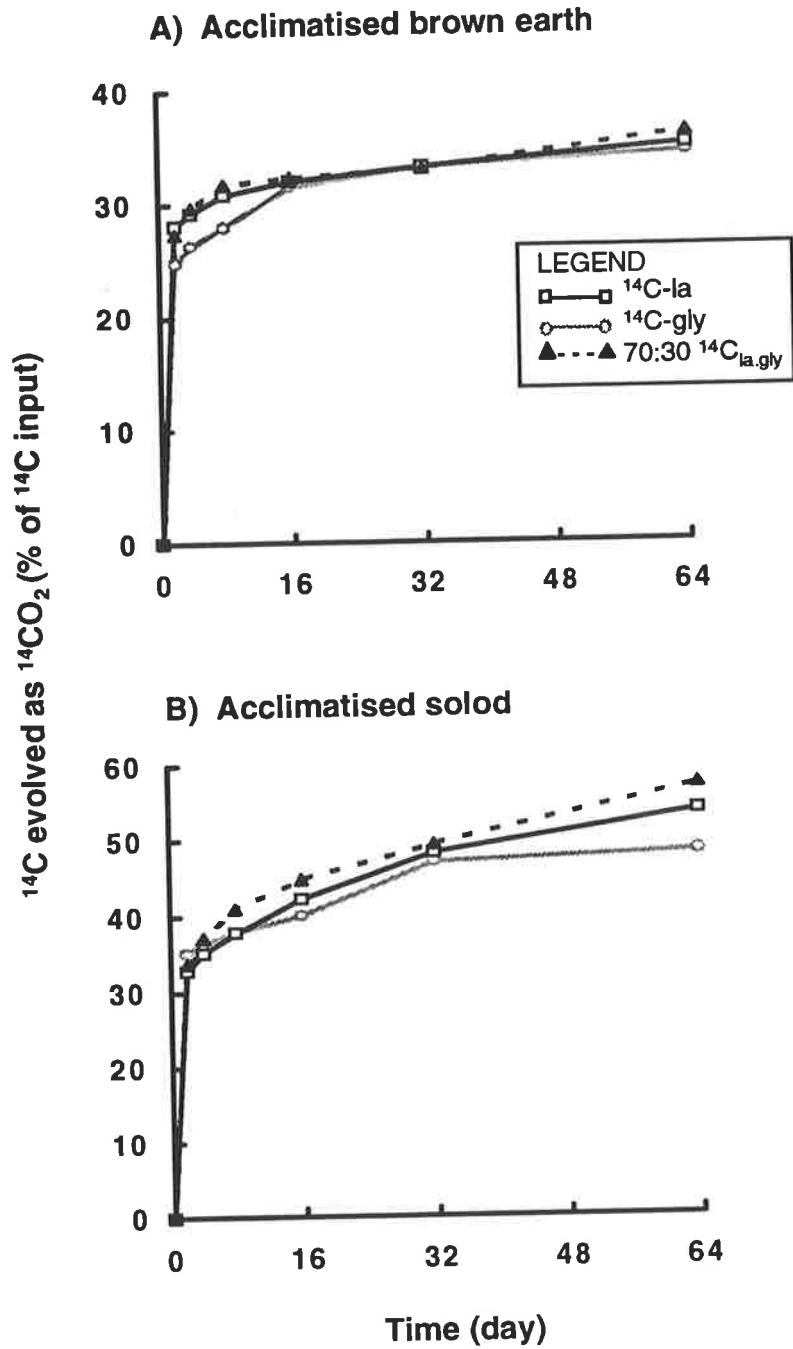 A) Acclimatised brown earth
40
30
20
10
0
0 16 32 48 64
LEGEND
¹⁴C-la
¹⁴C-gly
70:30 ¹⁴C_la.gly
¹⁴C evolved as ¹⁴CO₂ (% of ¹⁴C input)
B) Acclimatised solod
60
50
40
30
20
10
0
0 16 32 48 64
Time (day)